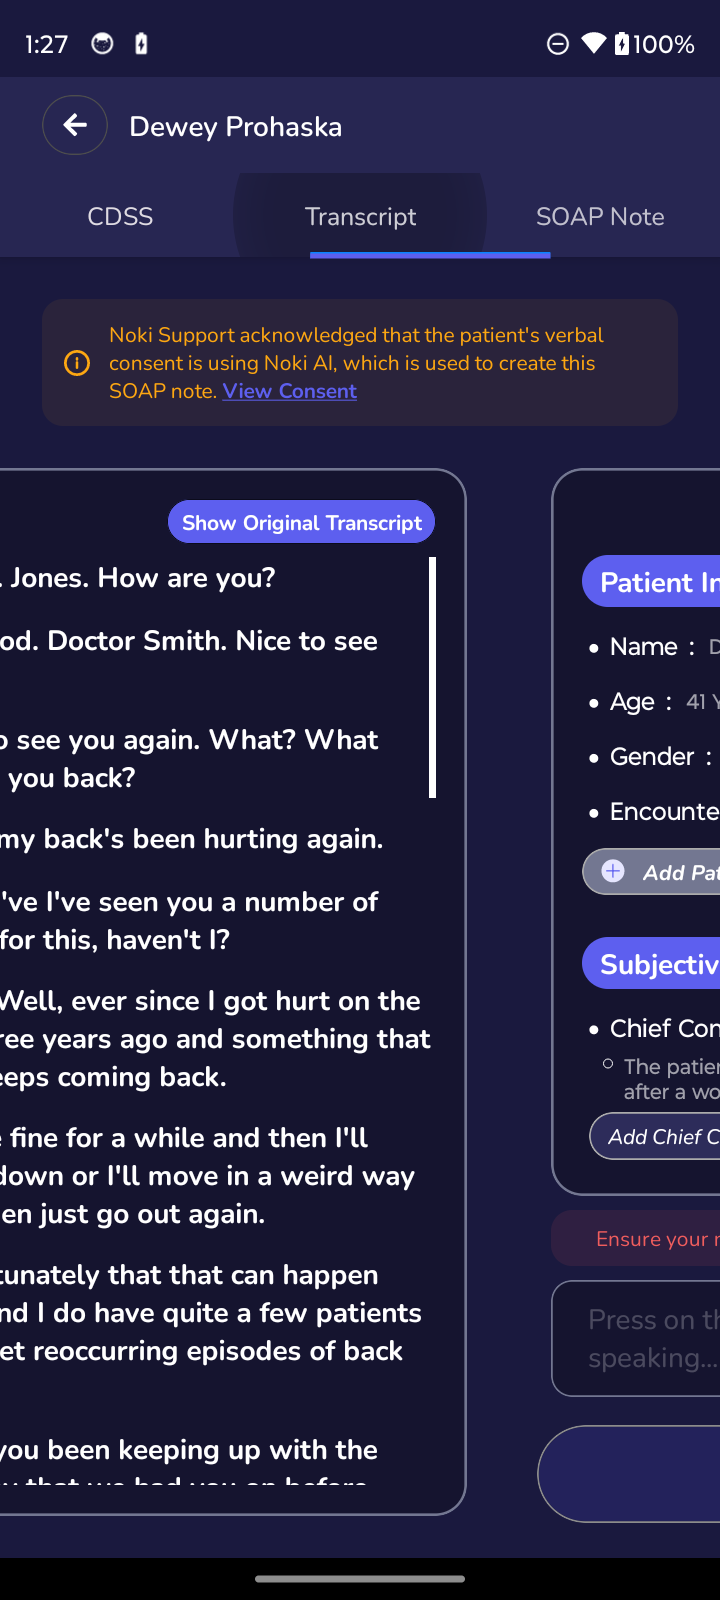 1:27
100%
Dewey Prohaska
CDSS
Transcript
SOAP Note
Noki Support acknowledged that the patient's verbal
consent is using Noki AI, which is used to create this
SOAP note. View Consent
Show Original Transcript
. Jones. How are you?
od. Doctor Smith. Nice to see
o see you again. What? What
you back?
my back's been hurting again.
've I've seen you a number of
for this, haven't I?
Well, ever since I got hurt on the
ree years ago and something that
eeps coming back.
e fine for a while and then I'll
down or I'll move in a weird way
en just go out again.
tunately that that can happen
nd I do have quite a few patients
et reoccurring episodes of back
you been keeping up with the
that we had you on before
Patient In
Name :
Age : 41 Y
Gender :
Encounte
Add Pat
Subjectiv
Chief Con
The patien
after a wo
Add Chief C
Ensure your r
Press on th
speaking...